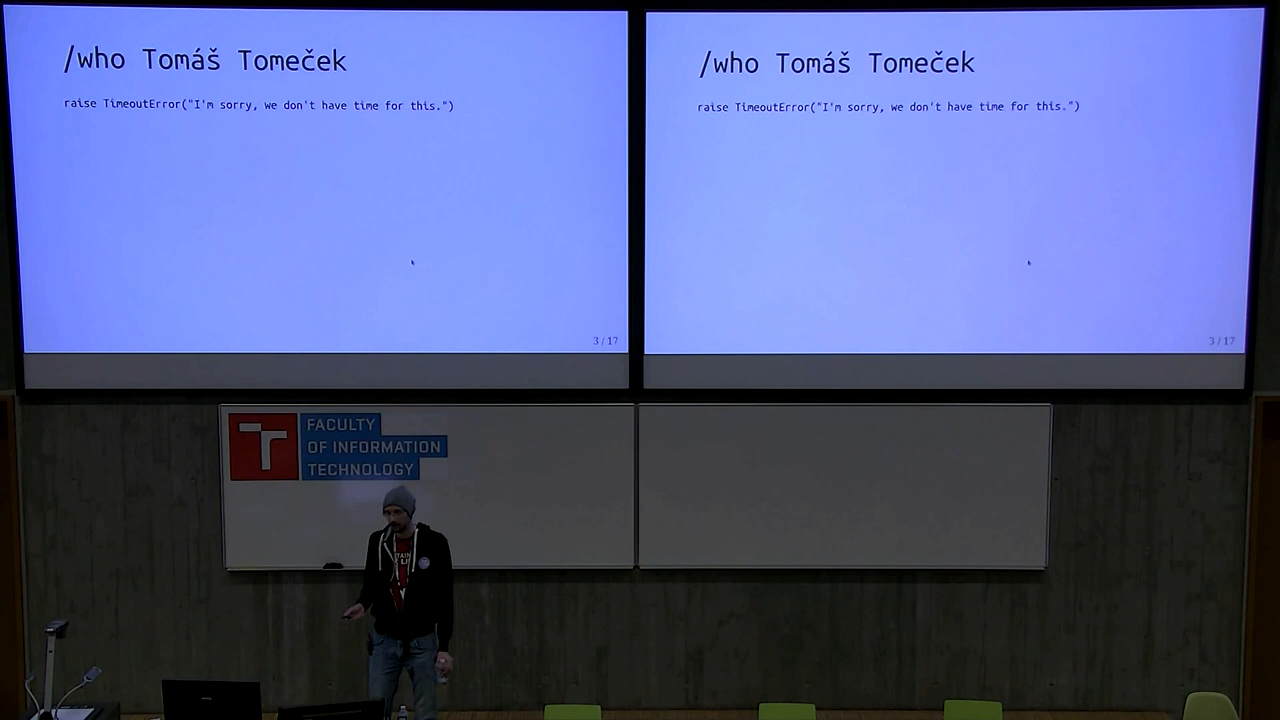 /who Tomáš Tomeček
raise TimeoutError("I'm sorry, we don't have time for this.")
3 / 17
/who Tomáš Tomeček
raise TimeoutError("I'm sorry, we don't have time for this.")
3 / 17
FACULTY
OF INFORMATION
TECHNOLOGY